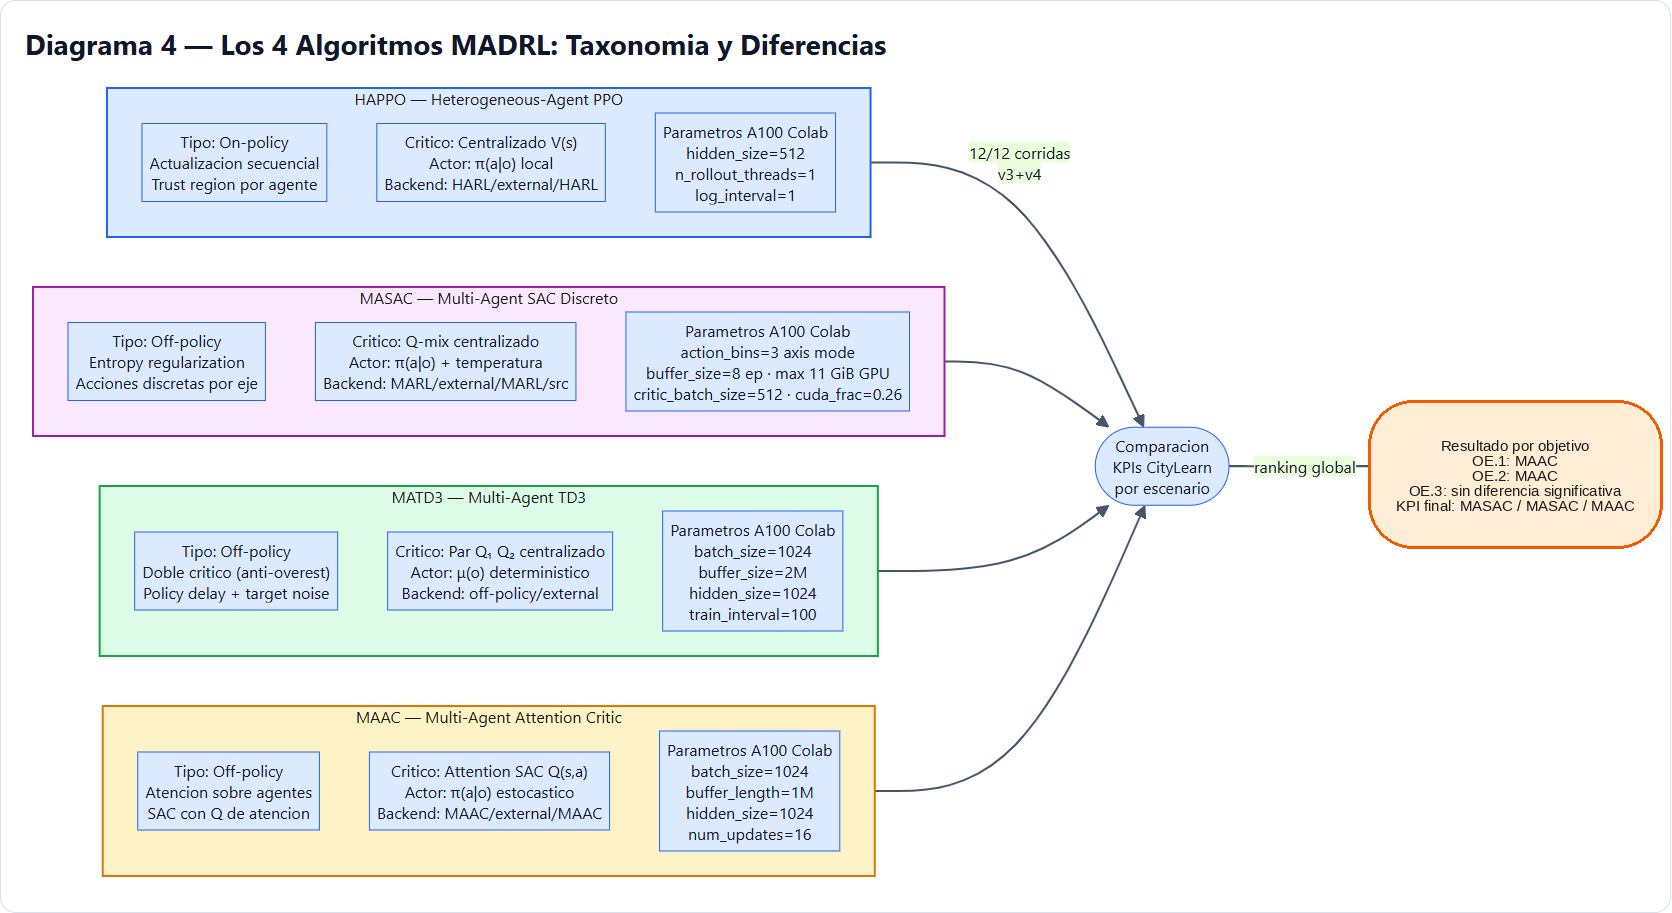 Diagrama 4 — Los 4 Algoritmos MADRL: Taxonomia y Diferencias
HAPPO — Heterogeneous-Agent PPO
Tipo: On-policy
Actualizacion secuencial
Trust region por agente
Critico: Centralizado V(s)
Actor: π(a|o) local
Backend: HARL/external/HARL
Parametros A100 Colab
hidden_size=512
n_rollout_threads=1
log_interval=1
12/12 corridas
v3+v4
MASAC — Multi-Agent SAC Discreto
Tipo: Off-policy
Entropy regularization
Acciones discretas por eje
Critico: Q-mix centralizado
Actor: π(a|o) + temperatura
Backend: MARL/external/MARL/src
Parametros A100 Colab
action_bins=3 axis mode
buffer_size=8 ep · max 11 GiB GPU
critic_batch_size=512 · cuda_frac=0.26
MATD3 — Multi-Agent TD3
Tipo: Off-policy
Doble critico (anti-overest)
Policy delay + target noise
Critico: Par Q₁ Q₂ centralizado
Actor: μ(o) deterministico
Backend: off-policy/external
Parametros A100 Colab
batch_size=1024
buffer_size=2M
hidden_size=1024
train_interval=100
MAAC — Multi-Agent Attention Critic
Tipo: Off-policy
Atencion sobre agentes
SAC con Q de atencion
Critico: Attention SAC Q(s,a)
Actor: π(a|o) estocastico
Backend: MAAC/external/MAAC
Parametros A100 Colab
batch_size=1024
buffer_length=1M
hidden_size=1024
num_updates=16
Comparacion
KPIs CityLearn
por escenario
ranking global
Resultado por objetivo
OE.1: MAAC
OE.2: MAAC
OE.3: sin diferencia significativa
KPI final: MASAC / MASAC / MAAC